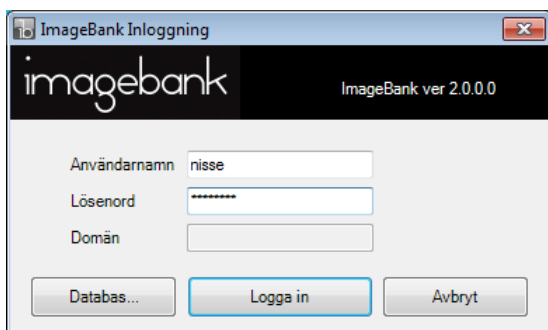 ImageBank Inloggning
imagebank
ImageBank ver 2.0.0.0
Användarnamn nisse
Lösenord ********
Domän
Databas... Logga in Avbryt